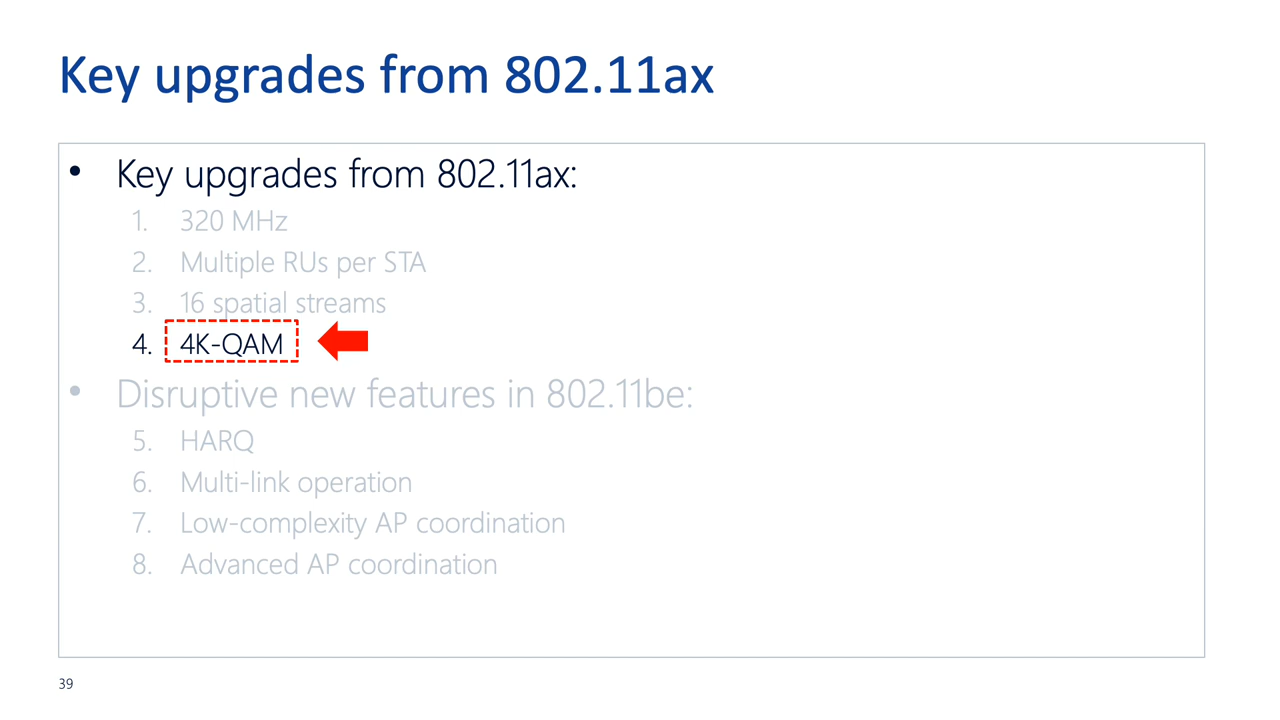 Key upgrades from 802.11ax
• Key upgrades from 802.11ax:
1. 320 MHz
2. Multiple RUs per STA
3. 16 spatial streams
4. 4K-QAM
• Disruptive new features in 802.11be:
5. HARQ
6. Multi-link operation
7. Low-complexity AP coordination
8. Advanced AP coordination
39